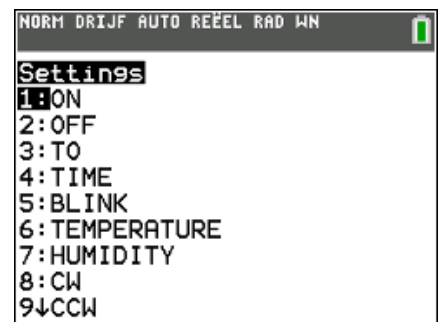 NORM DRIJF AUTO REËEL RAD WN
Settings
1:ON
2:OFF
3:TO
4:TIME
5:BLINK
6:TEMPERATURE
7:HUMIDITY
8:CW
9↓CCW